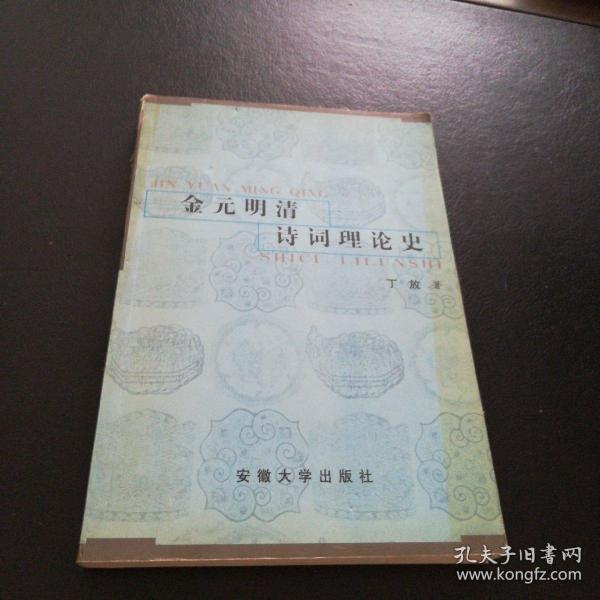 JIN YUAN MING QING
金元明清
诗词理论史
SHICI LILUNSHI
丁放 著
安徽大学出版社
孔夫子旧书网
www.kongfz.com